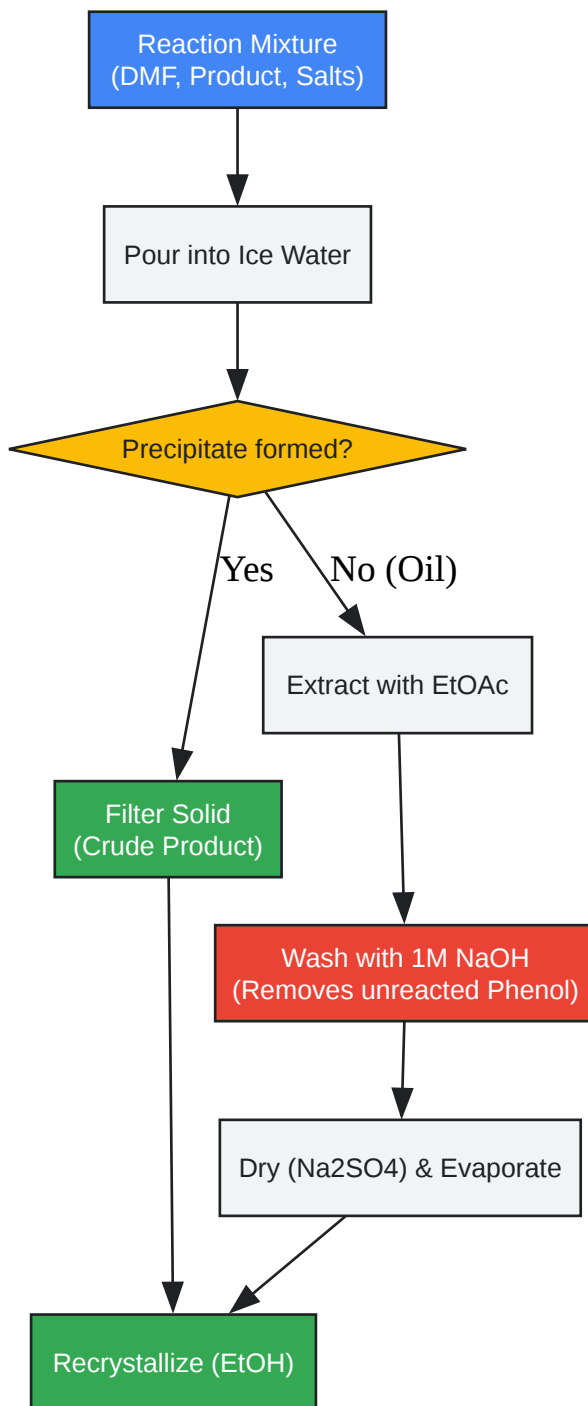 Reaction Mixture
(DMF, Product, Salts)
Pour into Ice Water
Precipitate formed?
Yes
No (Oil)
Extract with EtOAc
Filter Solid
(Crude Product)
Wash with 1M NaOH
(Removes unreacted Phenol)
Dry (Na2SO4) & Evaporate
Recrystallize (EtOH)